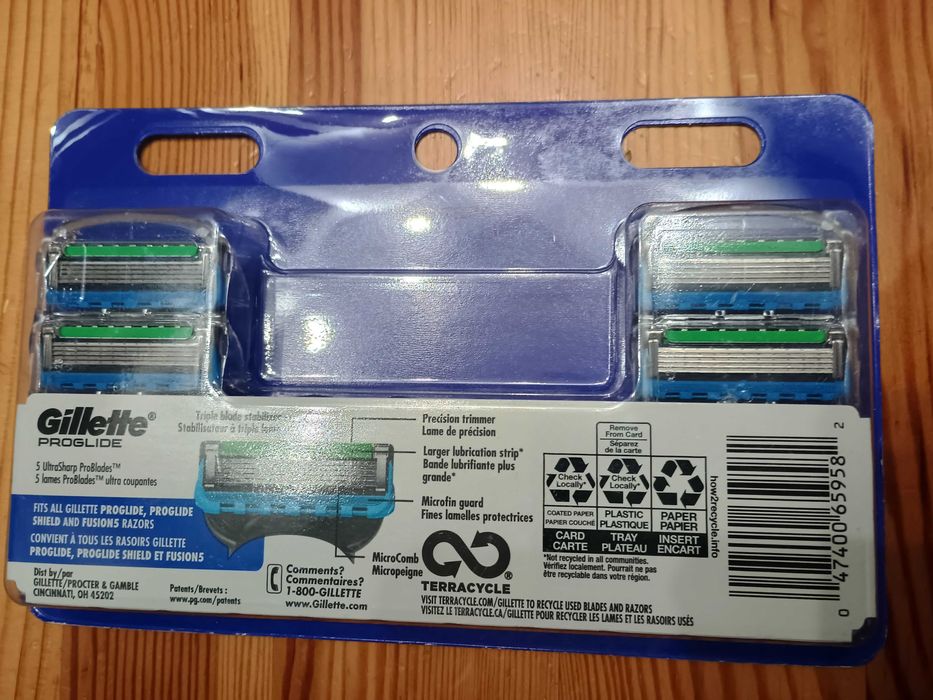 Gillette®
PROGLIDE
5 UltraSharp ProBlades™
5 lames ProBlades™ ultra coupantes
FITS ALL GILLETTE PROGLIDE, PROGLIDE
SHIELD AND FUSION5 RAZORS
CONVIENT À TOUS LES RASOIRS GILLETTE
PROGLIDE, PROGLIDE SHIELD ET FUSION5
Dist by/par
GILLETTE/PROCTER & GAMBLE
CINCINNATI, OH 45202
Patents/Brevets :
www.pg.com/patents
Triple blade stabilizer
Stabilisateur à triple lame
Precision trimmer
Lame de précision
Larger lubrication strip*
Bande lubrifiante plus
grande*
Microfin guard
Fines lamelles protectrices
MicroComb
Micropeigne
Comments?
Commentaires?
1-800-GILLETTE
www.Gillette.com
TERRACYCLE®
VISIT TERRACYCLE.COM/GILLETTE TO RECYCLE USED BLADES AND RAZORS
VISITEZ LE TERRACYCLE.CA/GILLETTE POUR RECYCLER LES LAMES ET LES RASOIRS USÉS
Remove
From Card
Séparez
de la carte
Check
Locally*
COATED PAPER
PAPIER COUCHÉ
CARD
CARTE
Check
Locally*
PLASTIC
PLASTIQUE
TRAY
PLATEAU
PAPER
PAPIER
INSERT
ENCART
*Not recycled in all communities.
Vérifiez localement. Pourrait ne pas
être recyclable dans votre région.
how2recycle.info
0 47400 65958 2